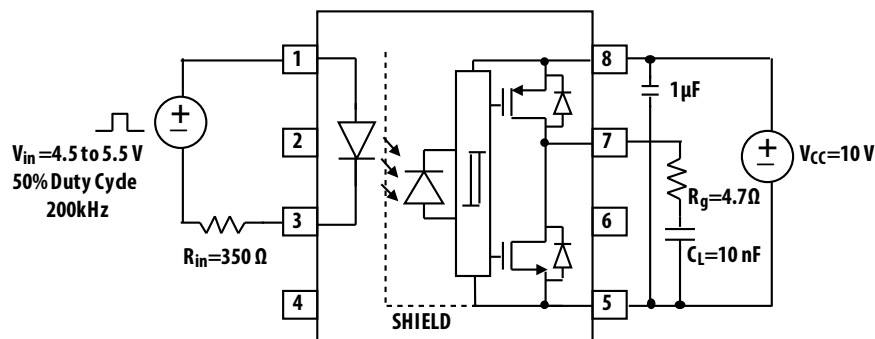 1
2
3
4
8
7
6
5
V_in =4.5 to 5.5 V
50% Duty Cycle
200kHz
R_in=350 Ω
SHIELD
1µF
R_g=4.7Ω
C_L=10 nF
+
−
V_CC=10 V
+
−